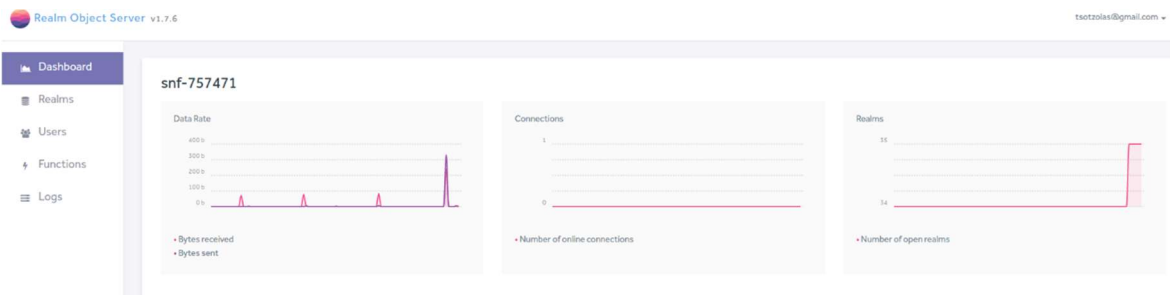 Realm Object Server v1.7.6
tsotzolas@gmail.com
Dashboard
Realms
Users
Functions
Logs
snf-757471
Data Rate
400 b
300 b
200 b
100 b
0 b
• Bytes received
• Bytes sent
Connections
1
0
• Number of online connections
Realms
34
• Number of open realms